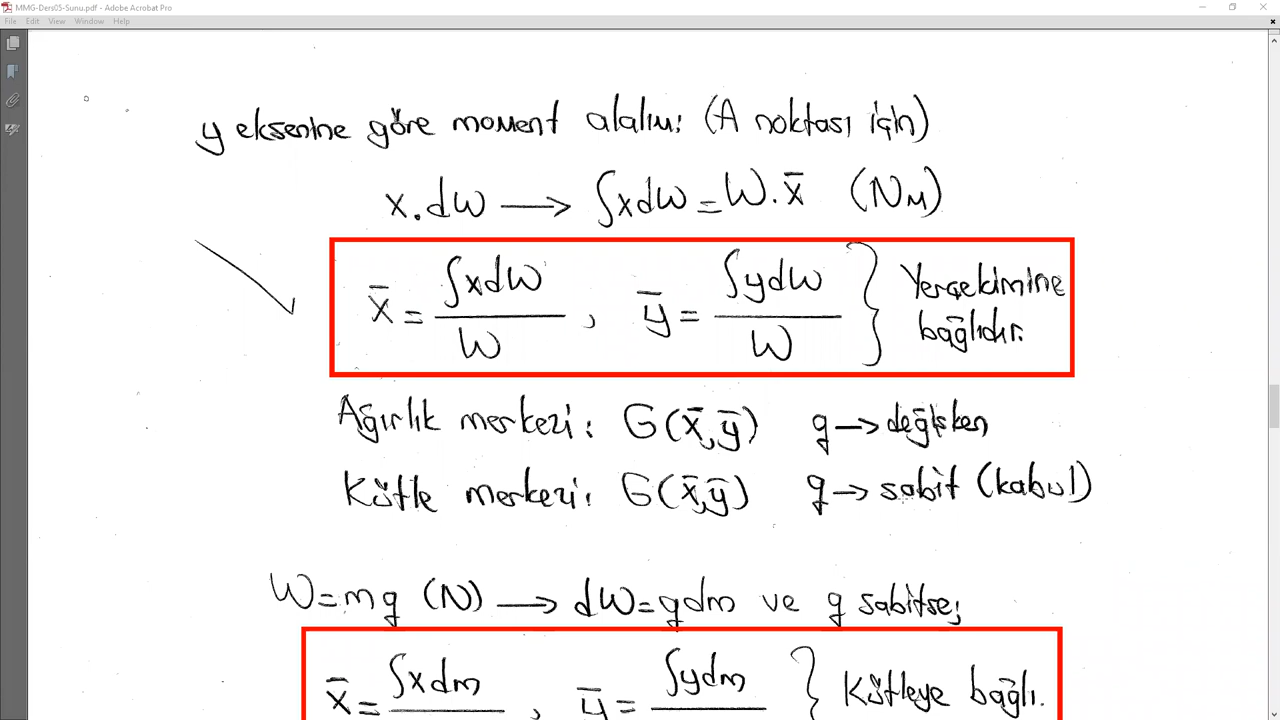 MMG-Ders05-Sunu.pdf - Adobe Acrobat Pro
File Edit View Window Help
y eksenine göre moment alalım: (A noktası için)
x.dW → ∫xdW = W.x̄ (Nm)
x̄ = ∫xdW / W , ȳ = ∫ydW / W } Yerçekimine bağlıdır.
Ağırlık merkezi: G(x̄,ȳ) g → değişken
Kütle merkezi: G(x̄,ȳ) g → sabit (kabul)
W=mg (N) → dW=gdm ve g sabitse;
x̄ = ∫xdm , ȳ = ∫ydm } Kütleye bağlı.